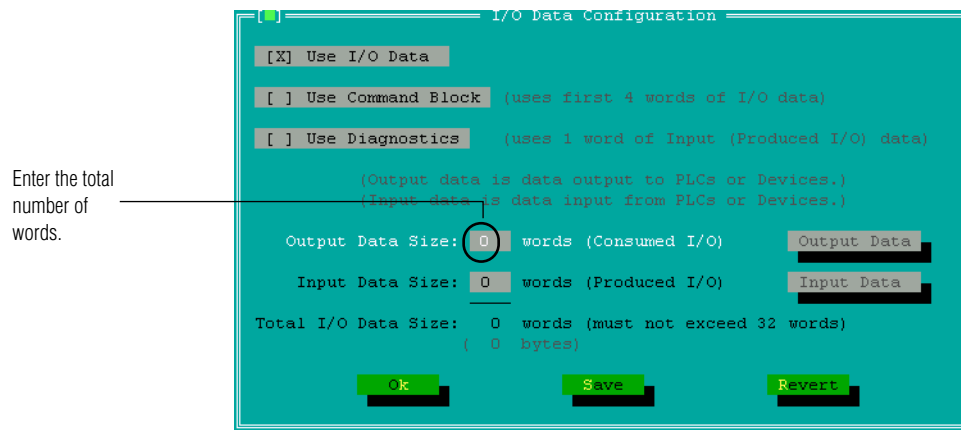 I/O Data Configuration
[X] Use I/O Data
[ ] Use Command Block (uses first 4 words of I/O data)
[ ] Use Diagnostics (uses 1 word of Input (Produced I/O) data)
(Output data is data output to PLCs or Devices.)
(Input data is data input from PLCs or Devices.)
Enter the total
number of
words.
Output Data Size: 0 words (Consumed I/O) Output Data
Input Data Size: 0 words (Produced I/O) Input Data
Total I/O Data Size: 0 words (must not exceed 32 words)
( 0 bytes)
Ok Save Revert